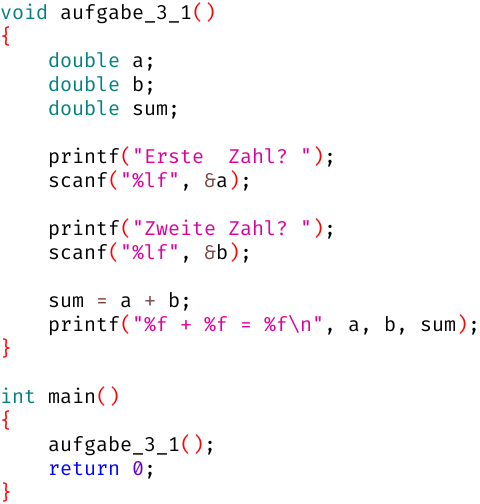 void aufgabe_3_1()
{
    double a;
    double b;
    double sum;

    printf("Erste  Zahl? ");
    scanf("%lf", &a);

    printf("Zweite Zahl? ");
    scanf("%lf", &b);

    sum = a + b;
    printf("%f + %f = %f\n", a, b, sum);
}

int main()
{
    aufgabe_3_1();
    return 0;
}